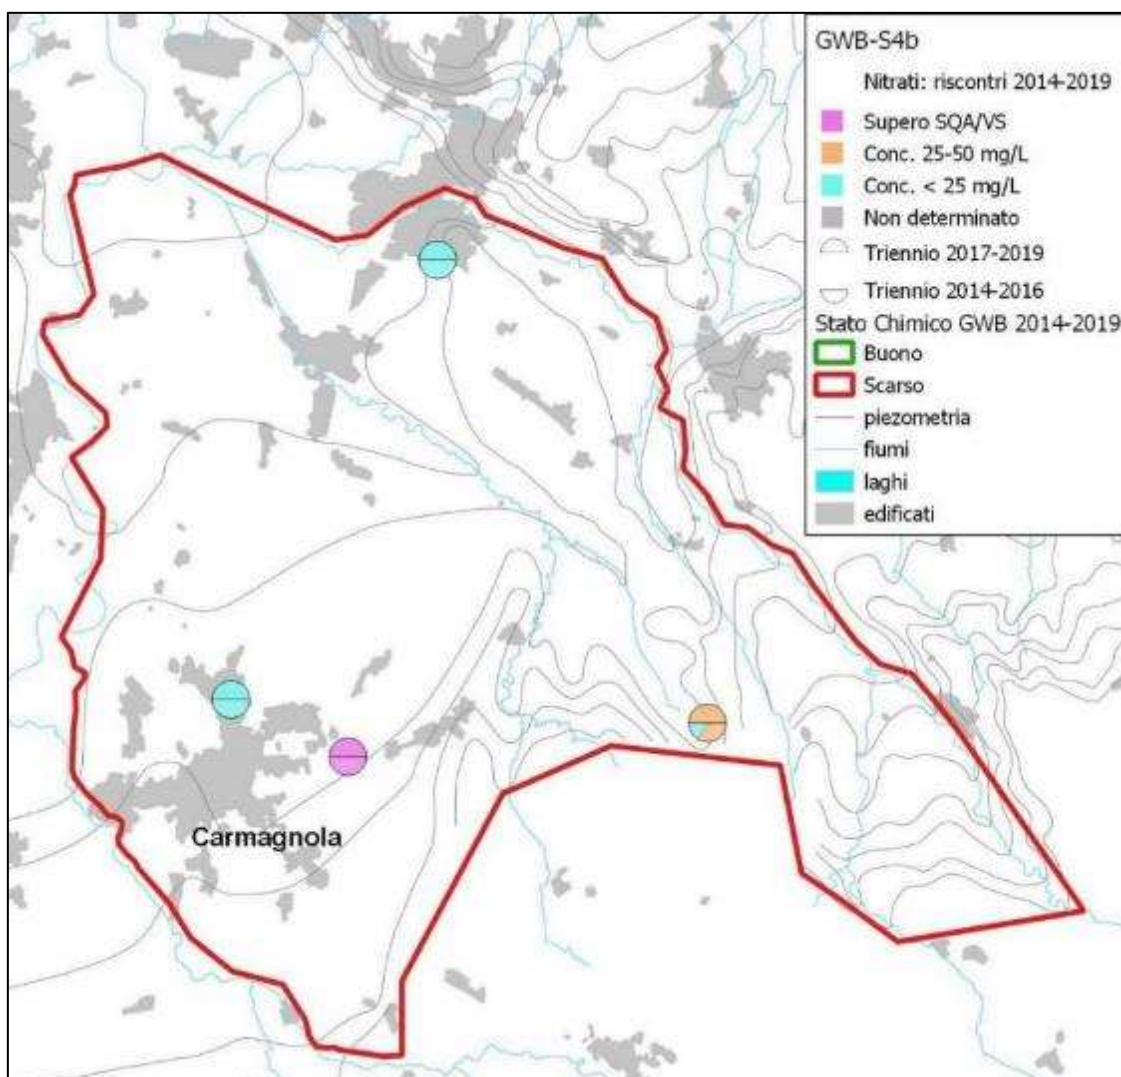 GWB-S4b
Nitrati: riscontri 2014-2019
Supero SQA/VS
Conc. 25-50 mg/L
Conc. < 25 mg/L
Non determinato
Triennio 2017-2019
Triennio 2014-2016
Stato Chimico GWB 2014-2019
Buono
Scarso
piezometria
fiumi
laghi
edificati
Carmagnola